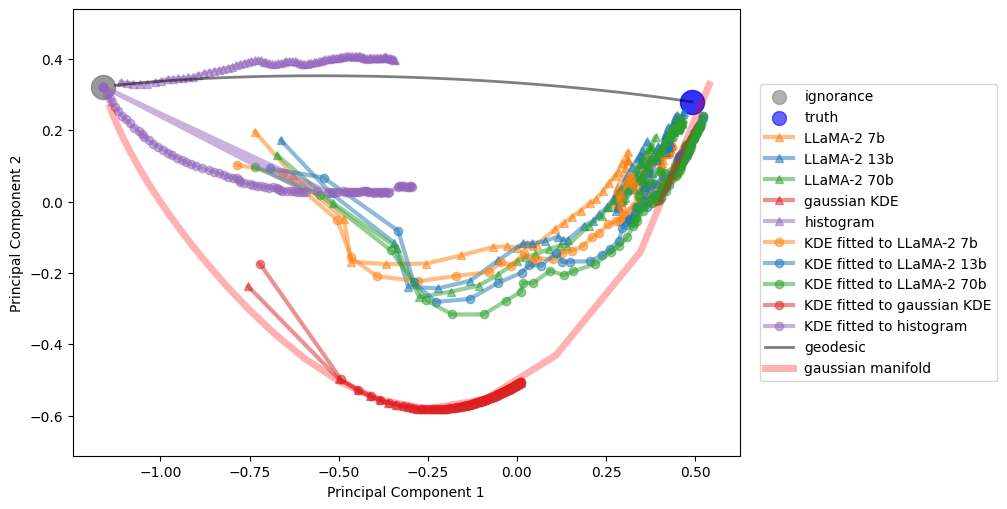 0.4
0.2
0.0
−0.2
−0.4
−0.6
Principal Component 2
−1.00
−0.75
−0.50
−0.25
0.00
0.25
0.50
Principal Component 1
ignorance
truth
LLaMA-2 7b
LLaMA-2 13b
LLaMA-2 70b
gaussian KDE
histogram
KDE fitted to LLaMA-2 7b
KDE fitted to LLaMA-2 13b
KDE fitted to LLaMA-2 70b
KDE fitted to gaussian KDE
KDE fitted to histogram
geodesic
gaussian manifold